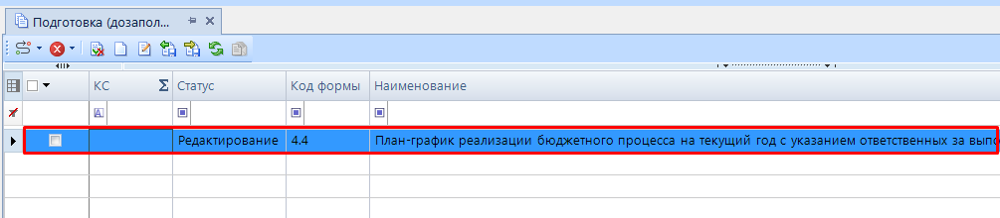 Подготовка (дозапол...
КС Σ Статус Код формы Наименование
A
Редактирование 4.4 План-график реализации бюджетного процесса на текущий год с указанием ответственных за